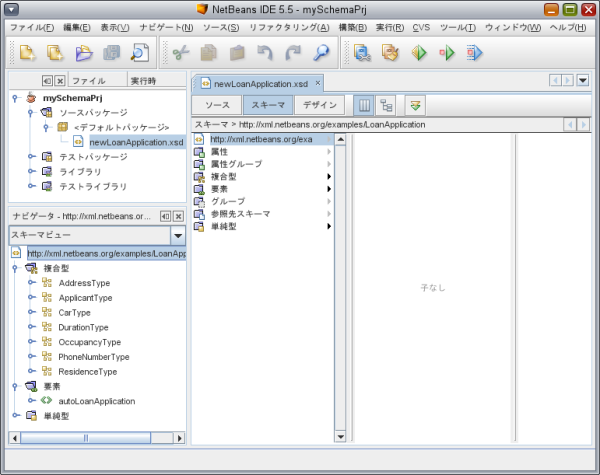 NetBeans IDE 5.5 - mySchemaPrj
ファイル(F) 編集(E) 表示(V) ナビゲート(N) ソース(S) リファクタリング(A) 構築(B) 実行(R) CVS ツール(T) ウィンドウ(W) ヘルプ(H)
ファイル 実行時
mySchemaPrj
ソースパッケージ
<デフォルトパッケージ>
newLoanApplication.xsd
テストパッケージ
ライブラリ
テストライブラリ
ナビゲータ - http://xml.netbeans.or...
スキーマビュー
http://xml.netbeans.org/examples/LoanApp
複合型
AddressType
ApplicantType
CarType
DurationType
OccupancyType
PhoneNumberType
ResidenceType
要素
autoLoanApplication
単純型
newLoanApplication.xsd ×
ソース スキーマ デザイン
スキーマ > http://xml.netbeans.org/examples/LoanApplication
http://xml.netbeans.org/exa
属性
属性グループ
複合型
要素
グループ
参照先スキーマ
単純型
子なし